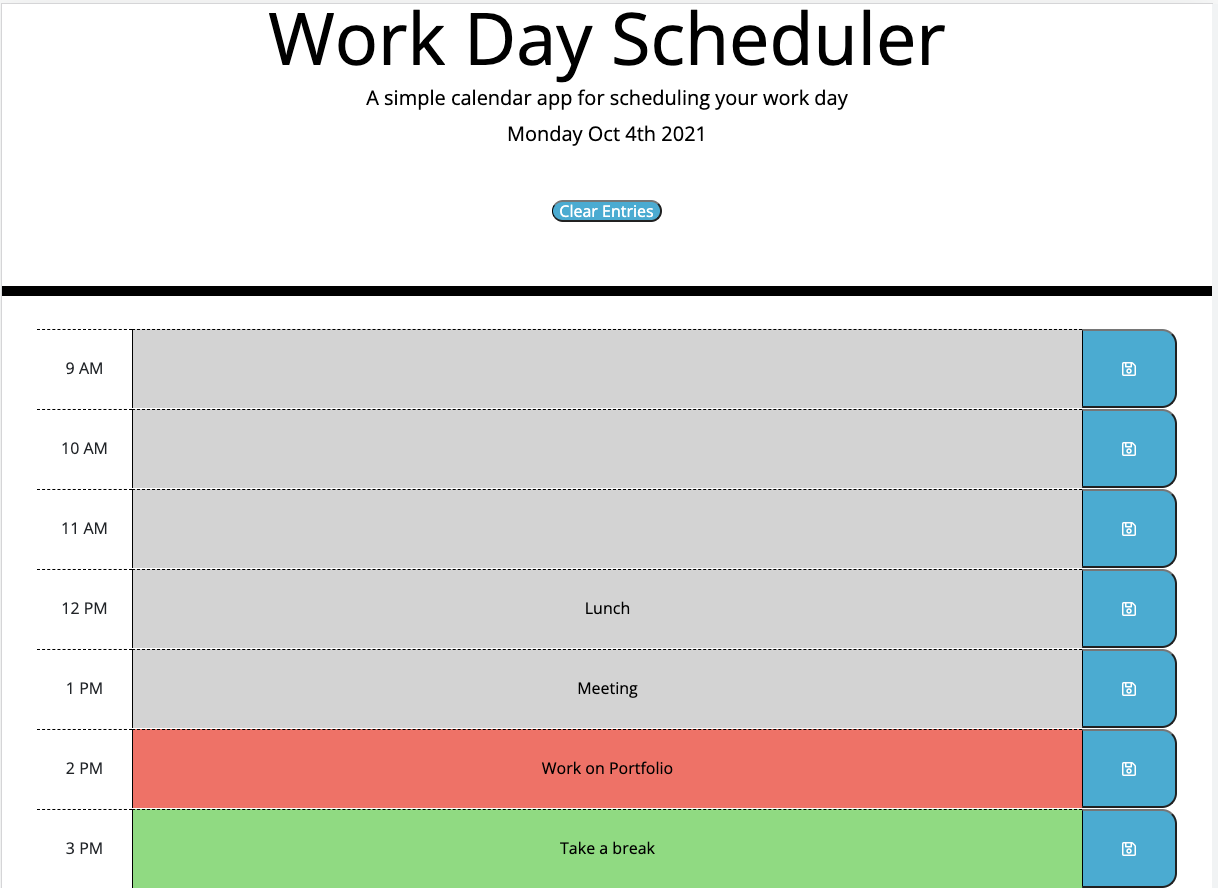 Work Day Scheduler
A simple calendar app for scheduling your work day
Monday Oct 4th 2021
Clear Entries
9 AM
10 AM
11 AM
12 PM Lunch
1 PM Meeting
2 PM Work on Portfolio
3 PM Take a break